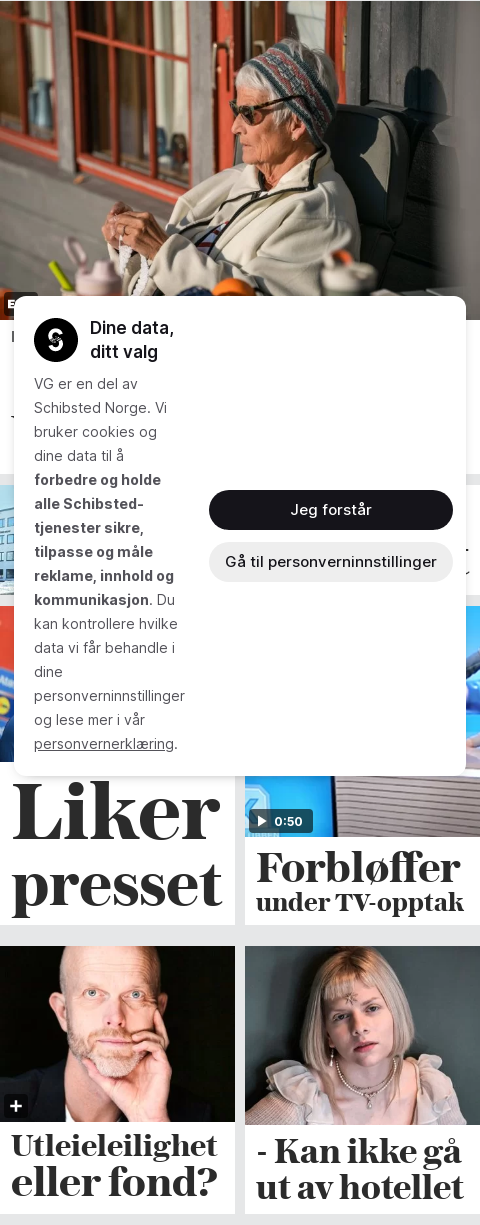 Dine data,
ditt valg
VG er en del av
Schibsted Norge. Vi
bruker cookies og
dine data til å
forbedre og holde
alle Schibsted-
tjenester sikre,
tilpasse og måle
reklame, innhold og
kommunikasjon. Du
kan kontrollere hvilke
data vi får behandle i
dine
personverninnstillinger
og lese mer i vår
personvernerklæring.
Jeg forstår
Gå til personverninnstillinger
Liker
presset
0:50
Forbløffer
under TV-opptak
Utleieleilighet
eller fond?
- Kan ikke gå
ut av hotellet